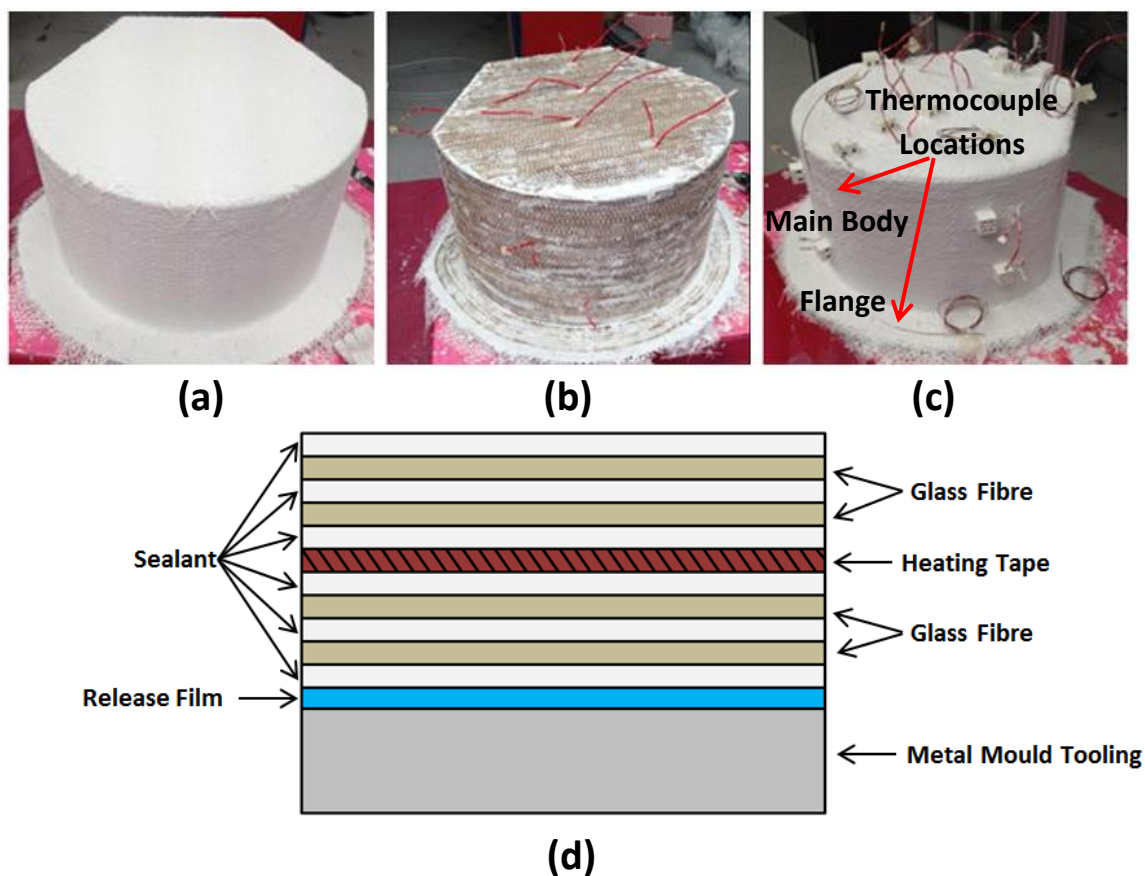 Thermocouple
Locations
Main Body
Flange
(a)
(b)
(c)
Sealant
Glass Fibre
Heating Tape
Glass Fibre
Release Film
Metal Mould Tooling
(d)